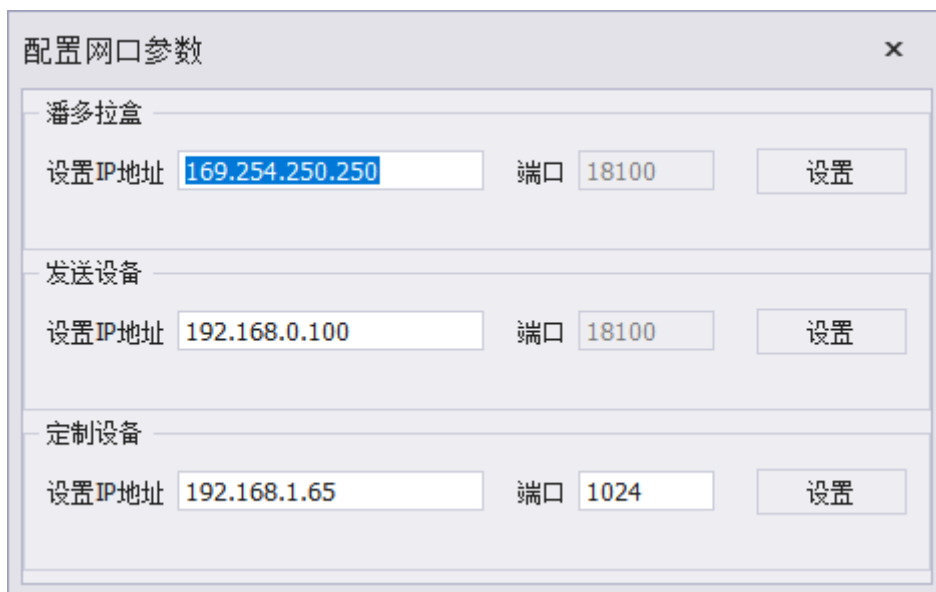 配置网口参数
潘多拉盒
设置IP地址 169.254.250.250 端口 18100 设置
发送设备
设置IP地址 192.168.0.100 端口 18100 设置
定制设备
设置IP地址 192.168.1.65 端口 1024 设置